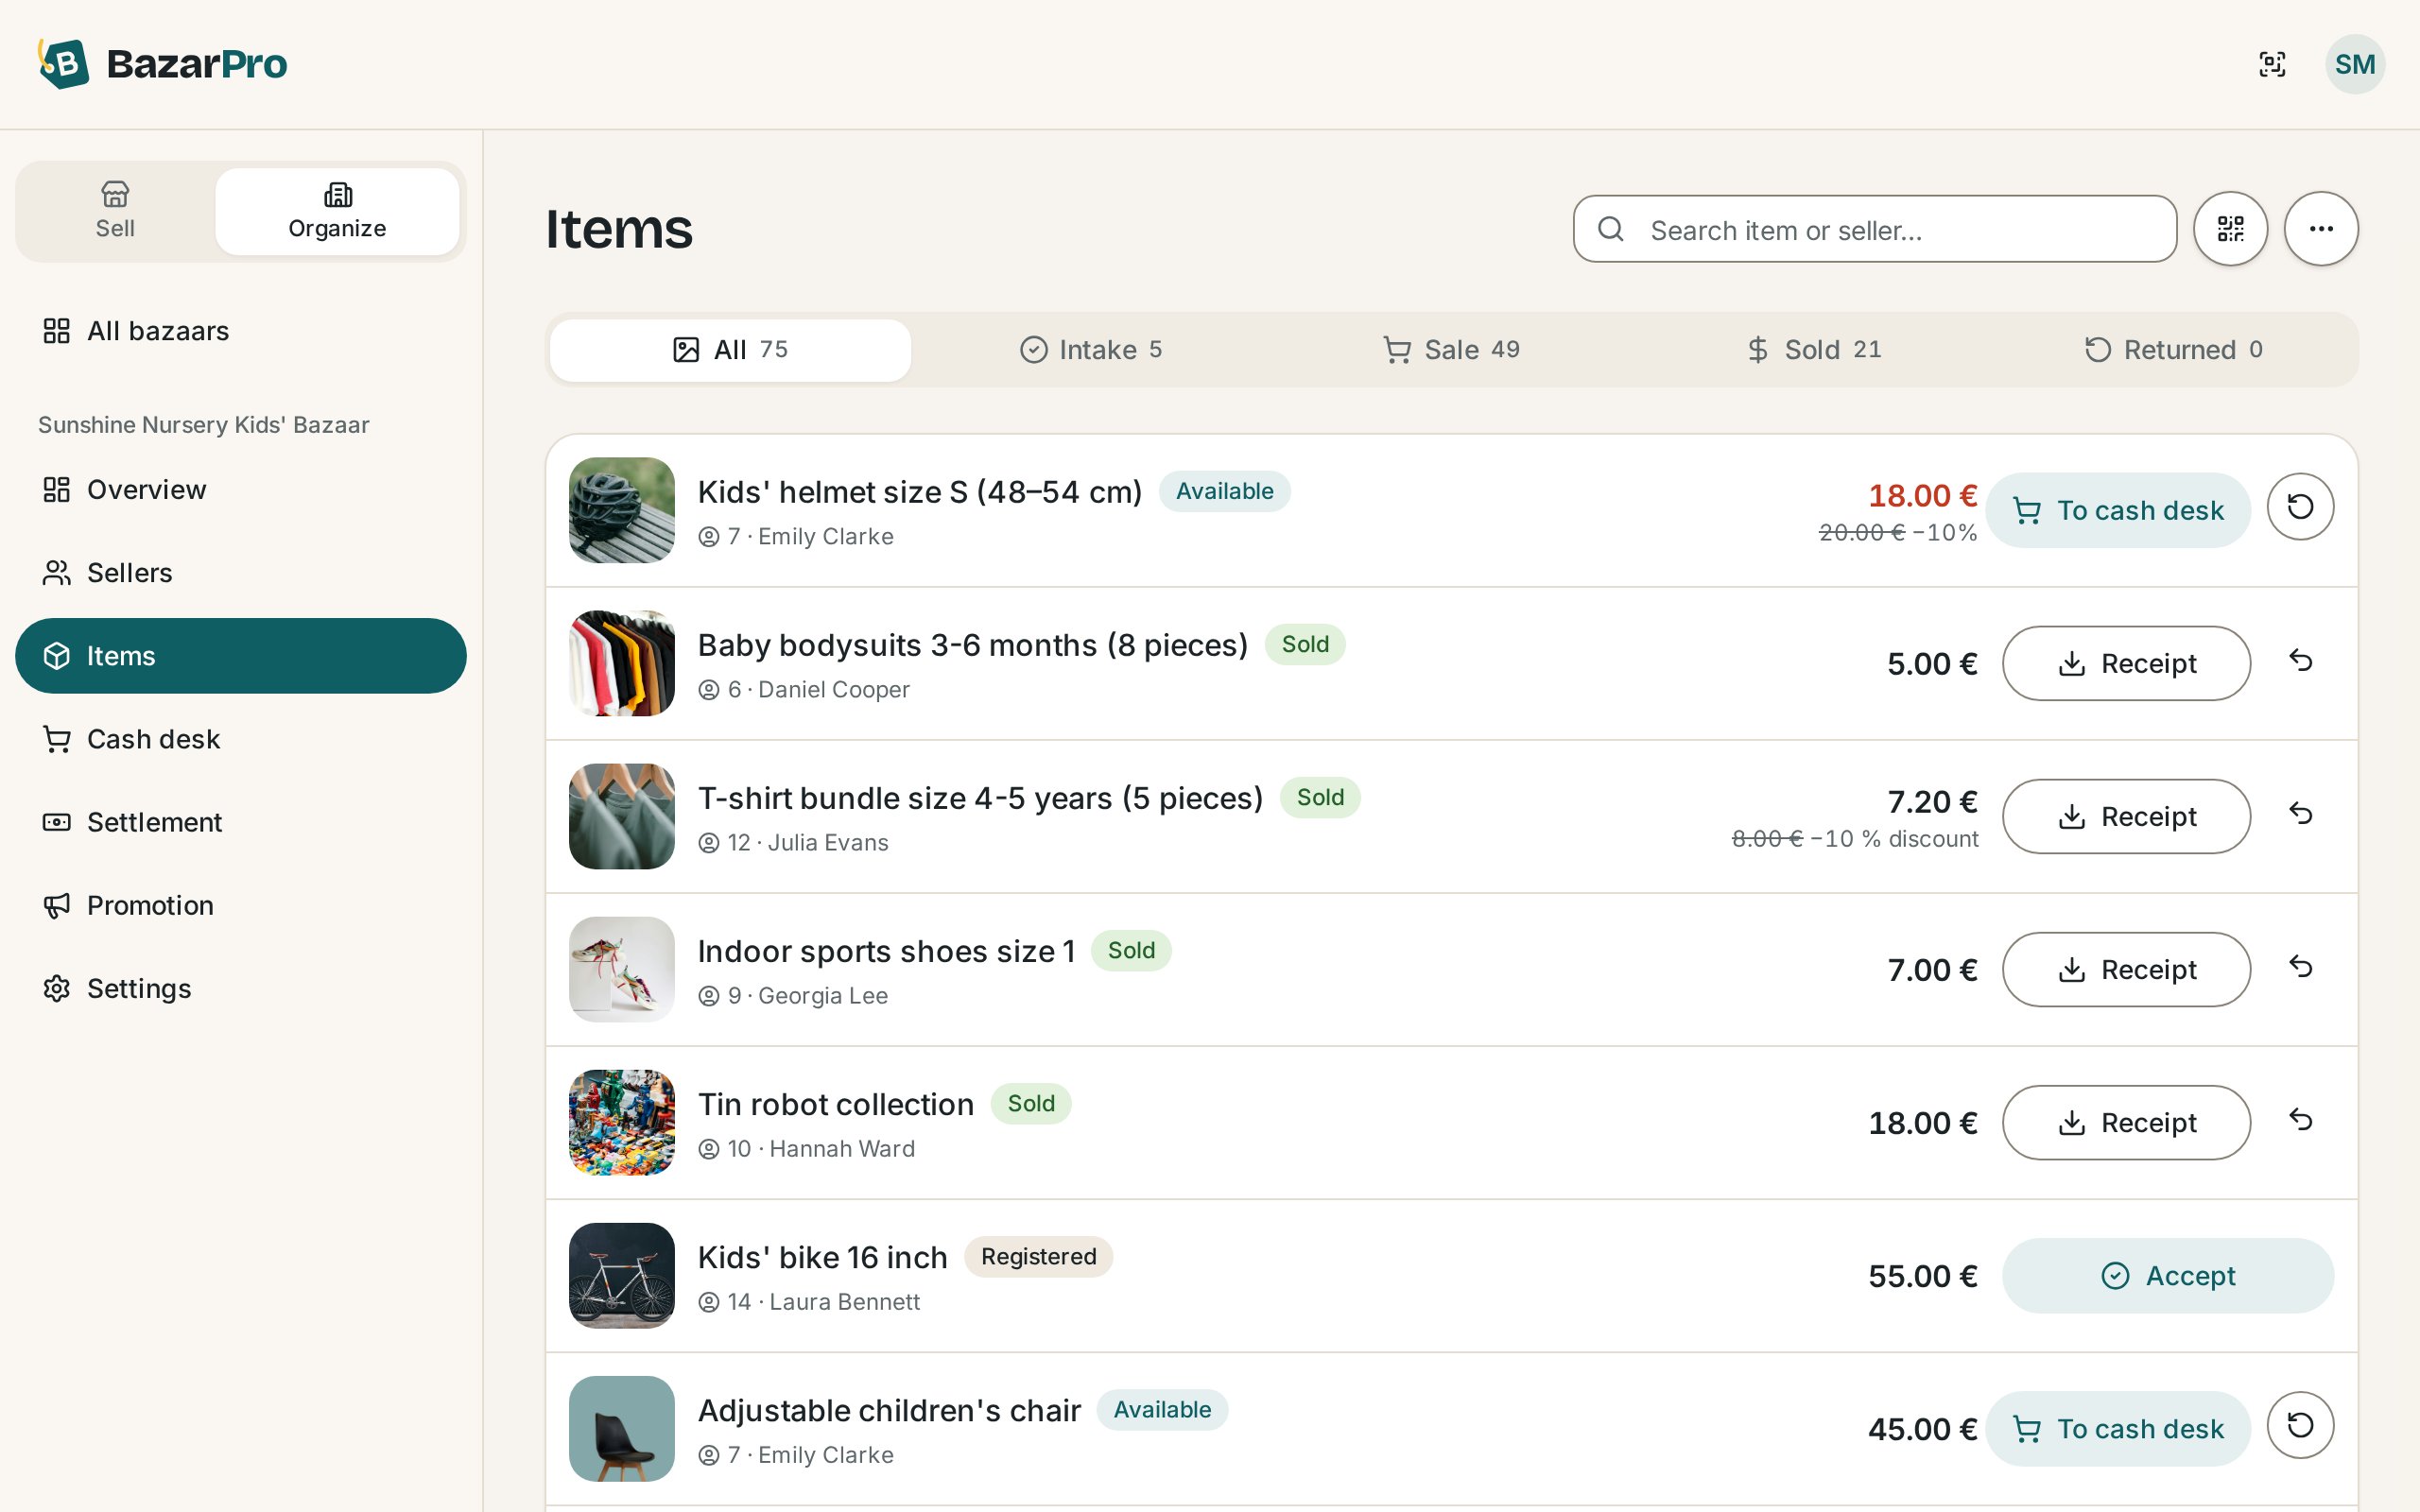 B BazarPro
SM
Sell
Organize
All bazaars
Sunshine Nursery Kids' Bazaar
Overview
Sellers
Items
Cash desk
Settlement
Promotion
Settings
Items
Search item or seller...
All 75
Intake 5
Sale 49
Sold 21
Returned 0
Kids' helmet size S (48–54 cm) Available
7 · Emily Clarke
18.00 €
20.00 € −10%
To cash desk
Baby bodysuits 3-6 months (8 pieces) Sold
6 · Daniel Cooper
5.00 €
Receipt
T-shirt bundle size 4-5 years (5 pieces) Sold
12 · Julia Evans
7.20 €
8.00 € −10 % discount
Receipt
Indoor sports shoes size 1 Sold
9 · Georgia Lee
7.00 €
Receipt
Tin robot collection Sold
10 · Hannah Ward
18.00 €
Receipt
Kids' bike 16 inch Registered
14 · Laura Bennett
55.00 €
Accept
Adjustable children's chair Available
7 · Emily Clarke
45.00 €
To cash desk